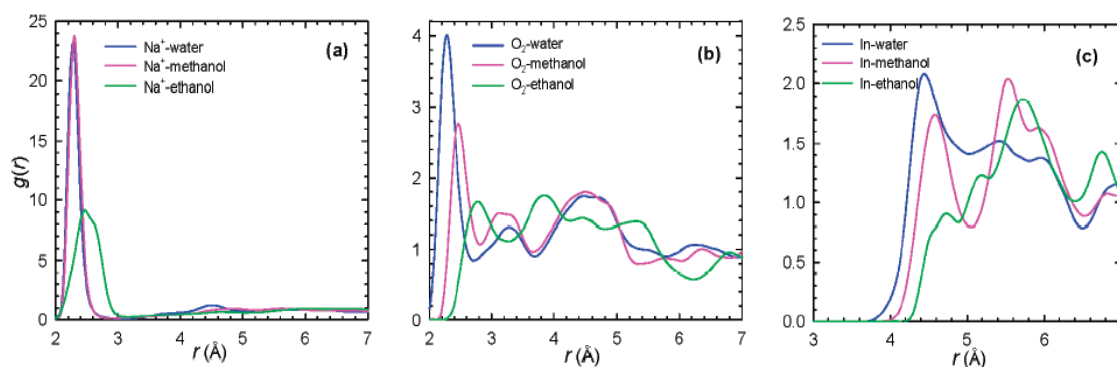 25
20
15
10
5
0
g(r)
Na⁺-water
Na⁺-methanol
Na⁺-ethanol
(a)
2 3 4 5 6 7
r (Å)
4
3
2
1
0
O₂-water
O₂-methanol
O₂-ethanol
(b)
2 3 4 5 6 7
r (Å)
2.5
2.0
1.5
1.0
0.5
0.0
In-water
In-methanol
In-ethanol
(c)
3 4 5 6
r (Å)